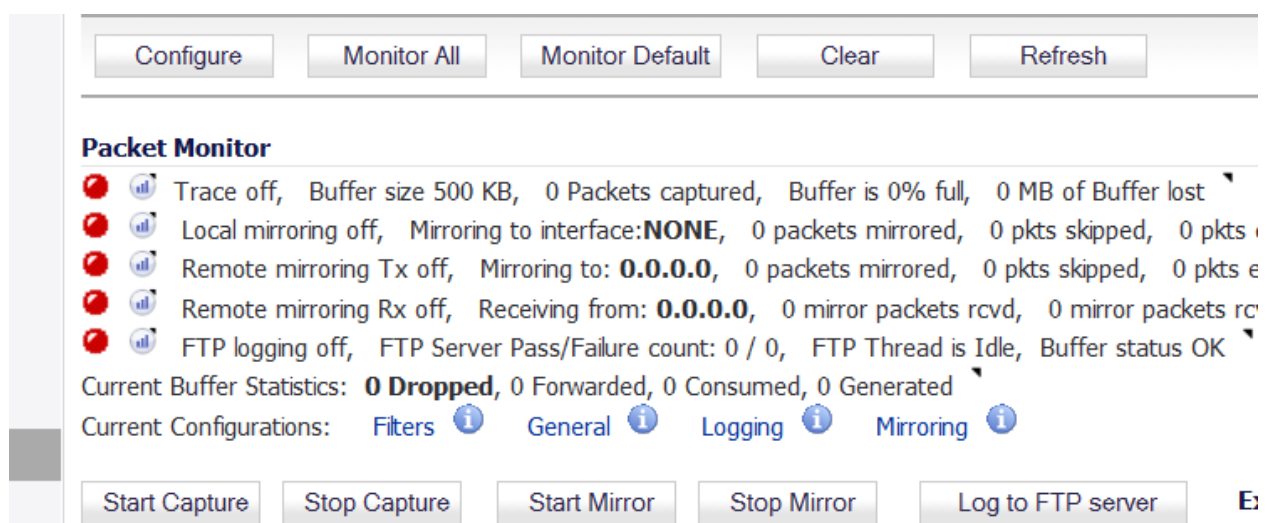 Configure Monitor All Monitor Default Clear Refresh
Packet Monitor
Trace off, Buffer size 500 KB, 0 Packets captured, Buffer is 0% full, 0 MB of Buffer lost
Local mirroring off, Mirroring to interface:NONE, 0 packets mirrored, 0 pkts skipped, 0 pkts
Remote mirroring Tx off, Mirroring to: 0.0.0.0, 0 packets mirrored, 0 pkts skipped, 0 pkts
Remote mirroring Rx off, Receiving from: 0.0.0.0, 0 mirror packets rcvd, 0 mirror packets
FTP logging off, FTP Server Pass/Failure count: 0 / 0, FTP Thread is Idle, Buffer status OK
Current Buffer Statistics: 0 Dropped, 0 Forwarded, 0 Consumed, 0 Generated
Current Configurations: Filters General Logging Mirroring
Start Capture Stop Capture Start Mirror Stop Mirror Log to FTP server